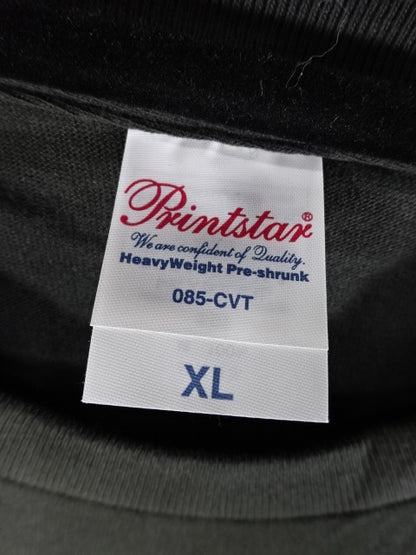 Printstar®
We are confident of Quality.
HeavyWeight Pre-shrunk
085-CVT
XL